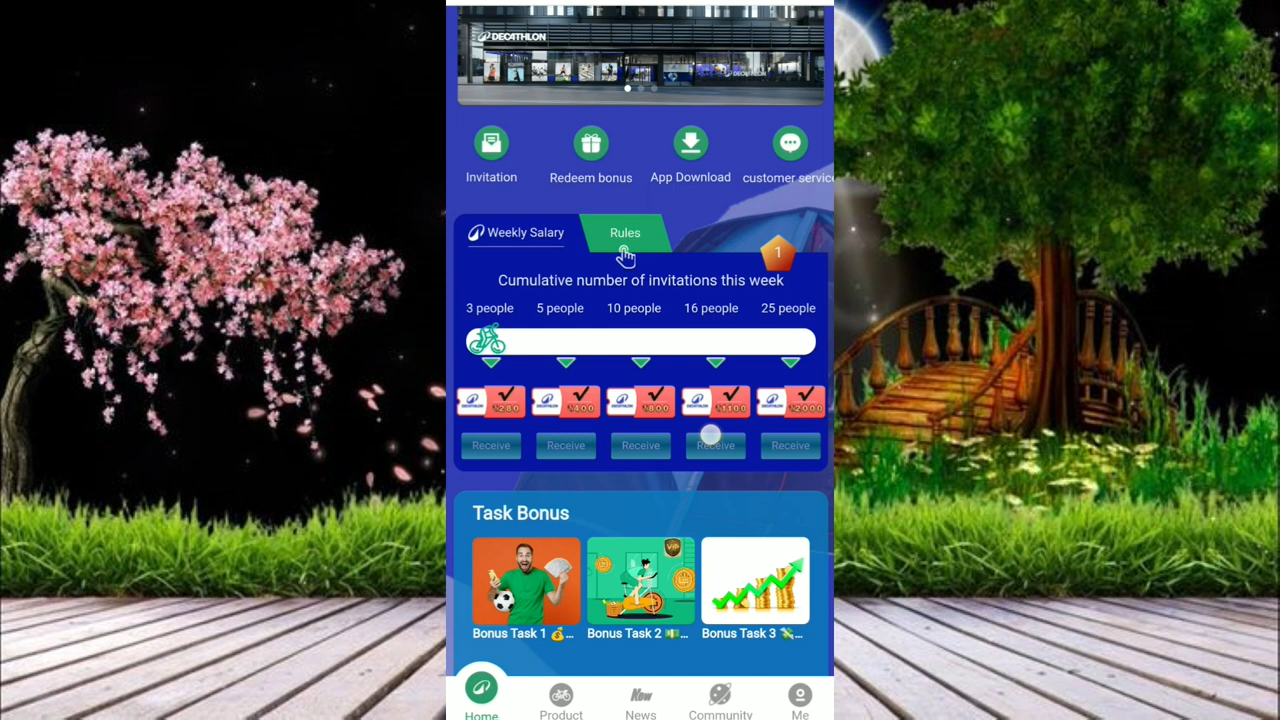 DECATHLON
Invitation
Redeem bonus
App Download
customer service
Weekly Salary
Rules
1
Cumulative number of invitations this week
3 people
5 people
10 people
16 people
25 people
Receive
Receive
Receive
Receive
Receive
Task Bonus
VIP
Bonus Task 1 💰...
Bonus Task 2 💵...
Bonus Task 3 💸...
Home
Product
News
Community
Me